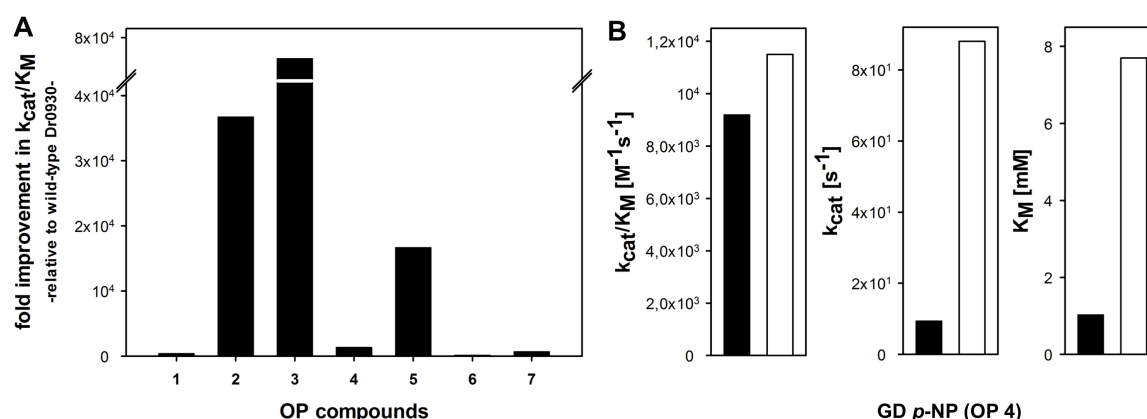 A
fold improvement in kcat/KM
-relative to wild-type Dr0930-
8x10⁴
4x10⁴
3x10⁴
2x10⁴
10⁴
0
1 2 3 4 5 6 7
OP compounds
B
kcat/KM [M⁻¹s⁻¹]
1,2x10⁴
10⁴
8,0x10³
6,0x10³
4,0x10³
2,0x10³
0
kcat [s⁻¹]
8x10¹
6x10¹
4x10¹
2x10¹
0
KM [mM]
8
6
4
2
0
GD p-NP (OP 4)